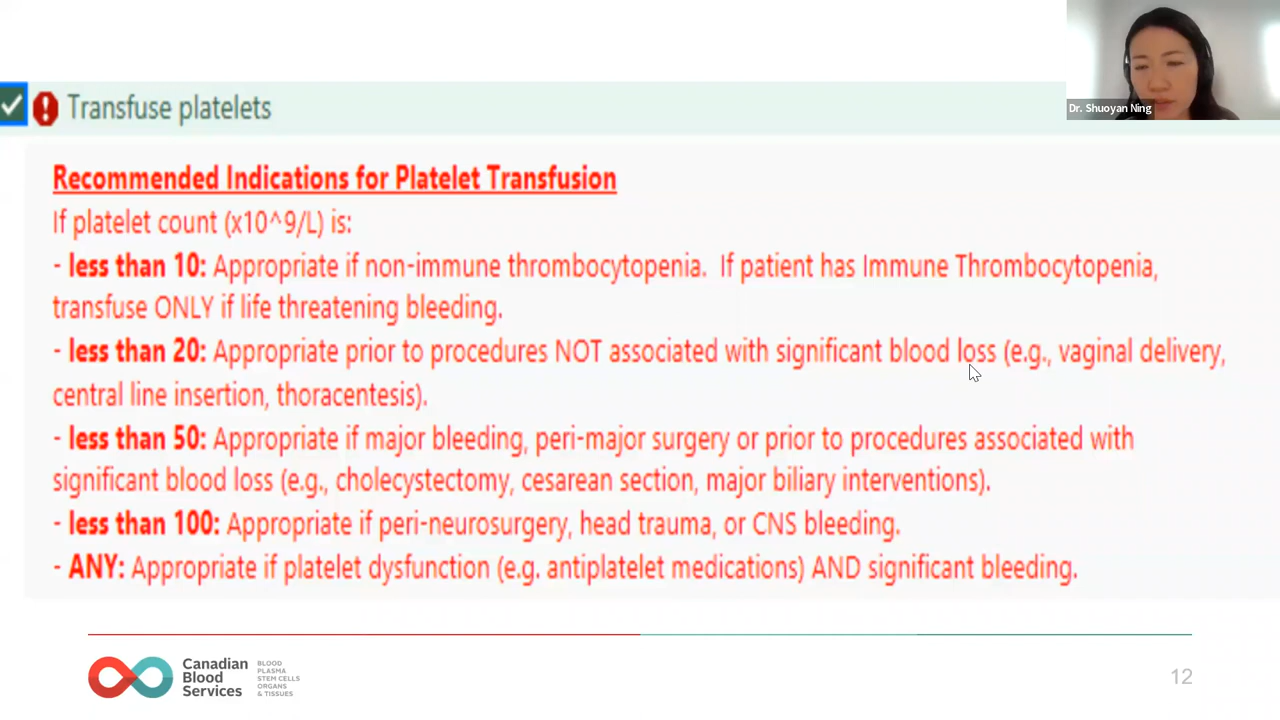 Dr. Shuoyan Ning
Transfuse platelets
Recommended Indications for Platelet Transfusion
If platelet count (x10^9/L) is:
- less than 10: Appropriate if non-immune thrombocytopenia.  If patient has Immune Thrombocytopenia,
transfuse ONLY if life threatening bleeding.
- less than 20: Appropriate prior to procedures NOT associated with significant blood loss (e.g., vaginal delivery,
central line insertion, thoracentesis).
- less than 50: Appropriate if major bleeding, peri-major surgery or prior to procedures associated with
significant blood loss (e.g., cholecystectomy, cesarean section, major biliary interventions).
- less than 100: Appropriate if peri-neurosurgery, head trauma, or CNS bleeding.
- ANY: Appropriate if platelet dysfunction (e.g. antiplatelet medications) AND significant bleeding.
Canadian
Blood
Services
BLOOD
PLASMA
STEM CELLS
ORGANS
& TISSUES
12